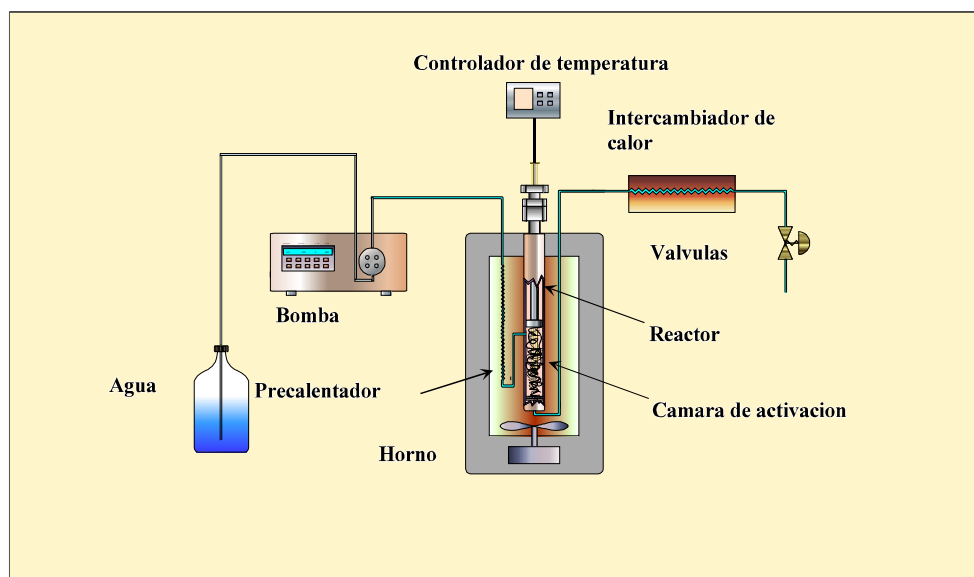 Controlador de temperatura
Intercambiador de
calor
Valvulas
Bomba
Reactor
Agua
Precalentador
Camara de activacion
Horno